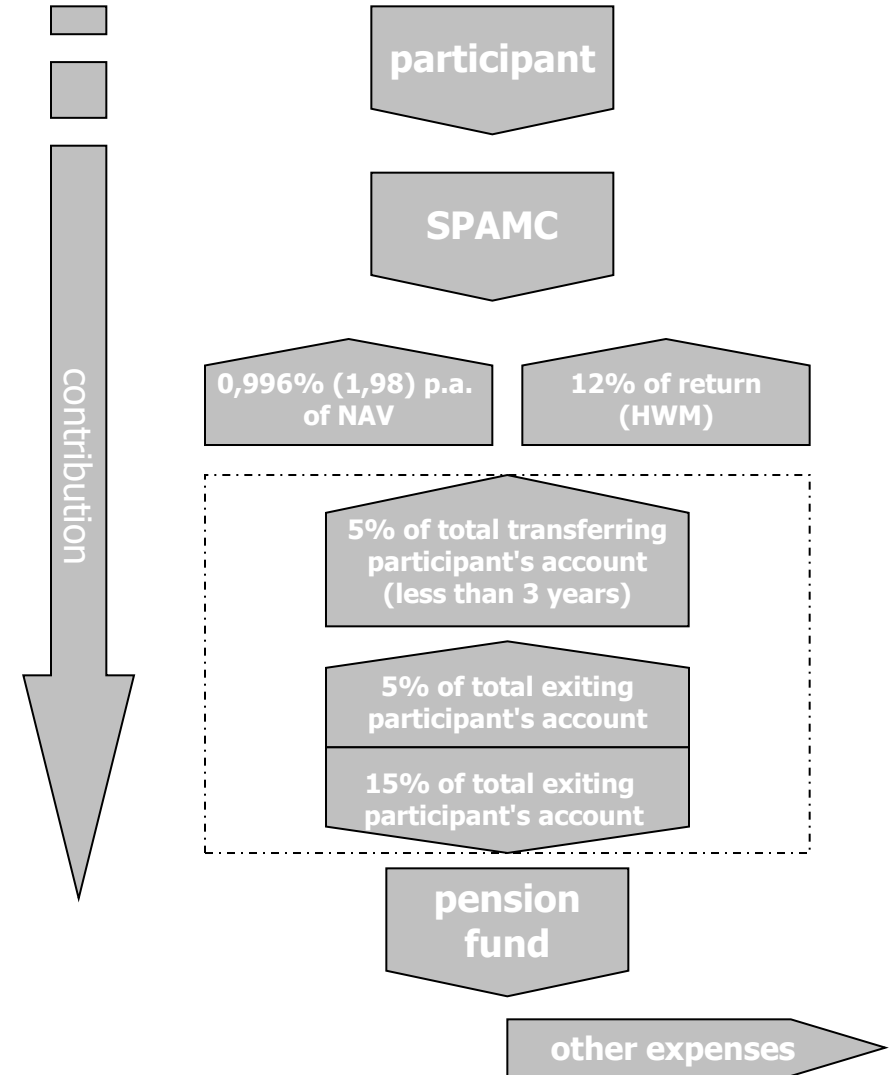 participant
SPAMC
contribution
0,996% (1,98) p.a.
of NAV
12% of return
(HWM)
5% of total transferring
participant's account
(less than 3 years)
5% of total exiting
participant's account
15% of total exiting
participant's account
pension
fund
other expenses